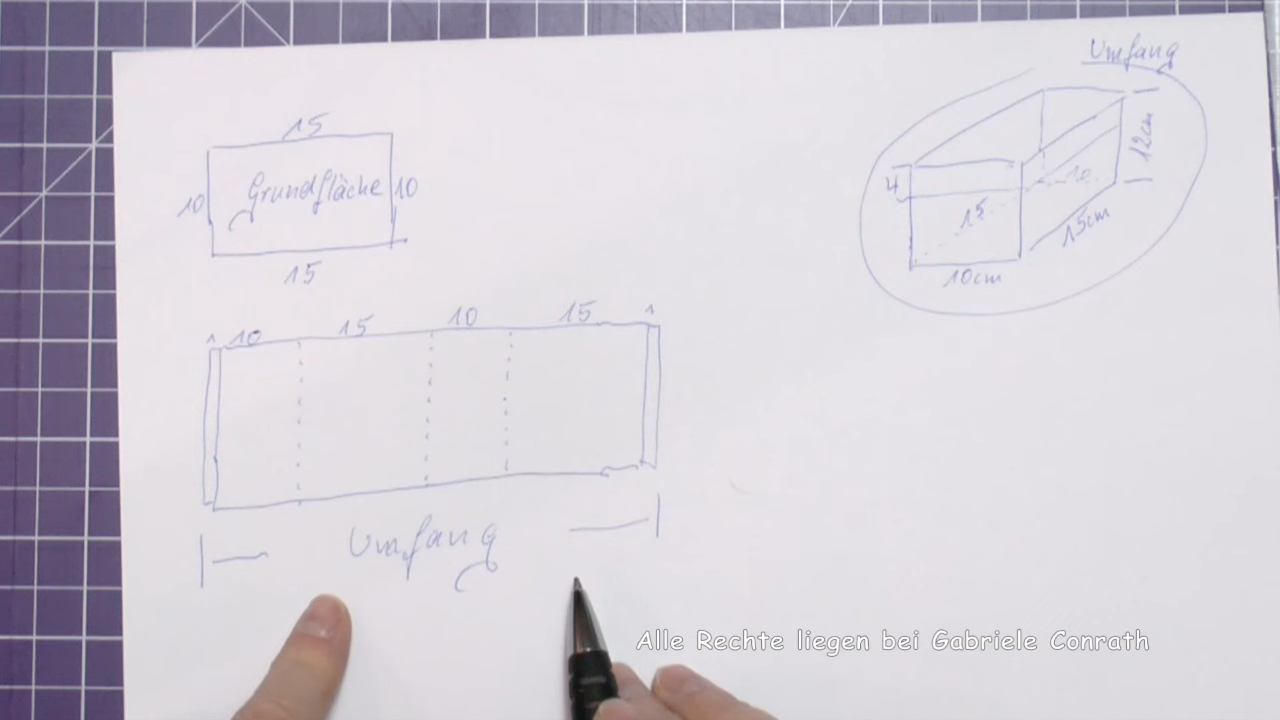 Umfang
15
10 Grundfläche 10
15
4
12cm
10
15
15cm
10cm
1 10 15 10 15 1
Umfang
Alle Rechte liegen bei Gabriele Conrath